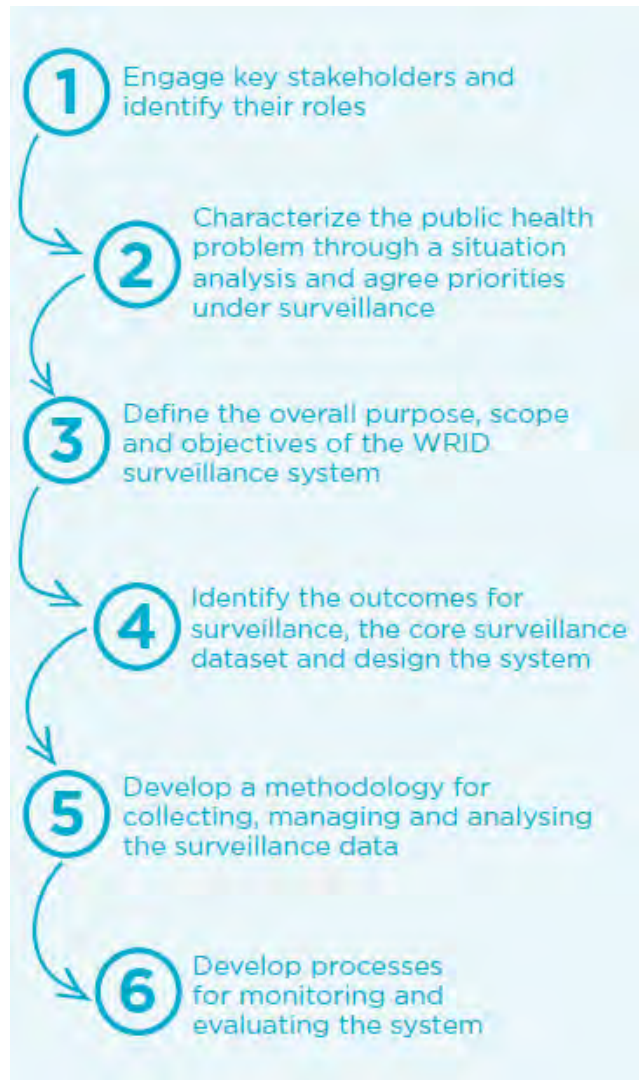 1
Engage key stakeholders and
identify their roles
2
Characterize the public health
problem through a situation
analysis and agree priorities
under surveillance
3
Define the overall purpose, scope
and objectives of the WRID
surveillance system
4
Identify the outcomes for
surveillance, the core surveillance
dataset and design the system
5
Develop a methodology for
collecting, managing and analysing
the surveillance data
6
Develop processes
for monitoring and
evaluating the system